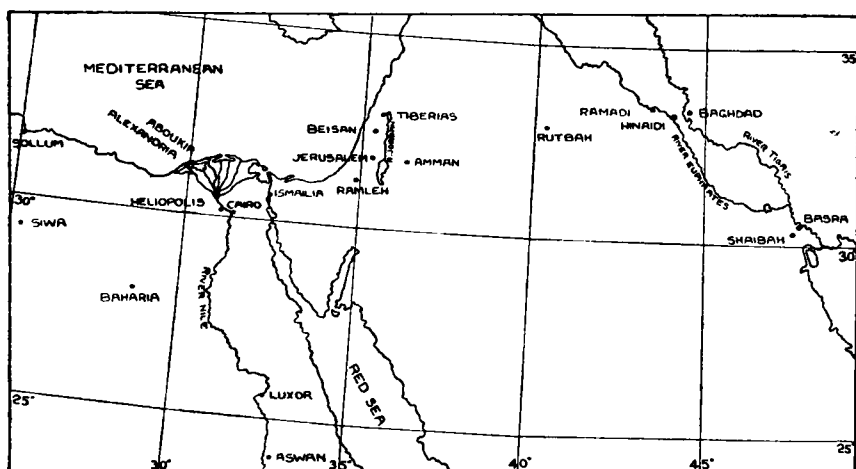 35°
MEDITERRANEAN
SEA
ABOUKIR
ALEXANDRIA
SOLLUM
TIBERIAS
BEISAN
JERUSALEM
AMMAN
RAMLEH
RAMADI
HINAIDI
BAGHDAD
RUTBAH
RIVER TIGRIS
RIVER EUPHRATES
30°
ISMAILIA
HELIOPOLIS
CAIRO
SIWA
BASRA
SHAIBAH
30°
BAHARIA
RIVER NILE
RED SEA
25°
LUXOR
ASWAN
25°
30°
35°
40°
45°